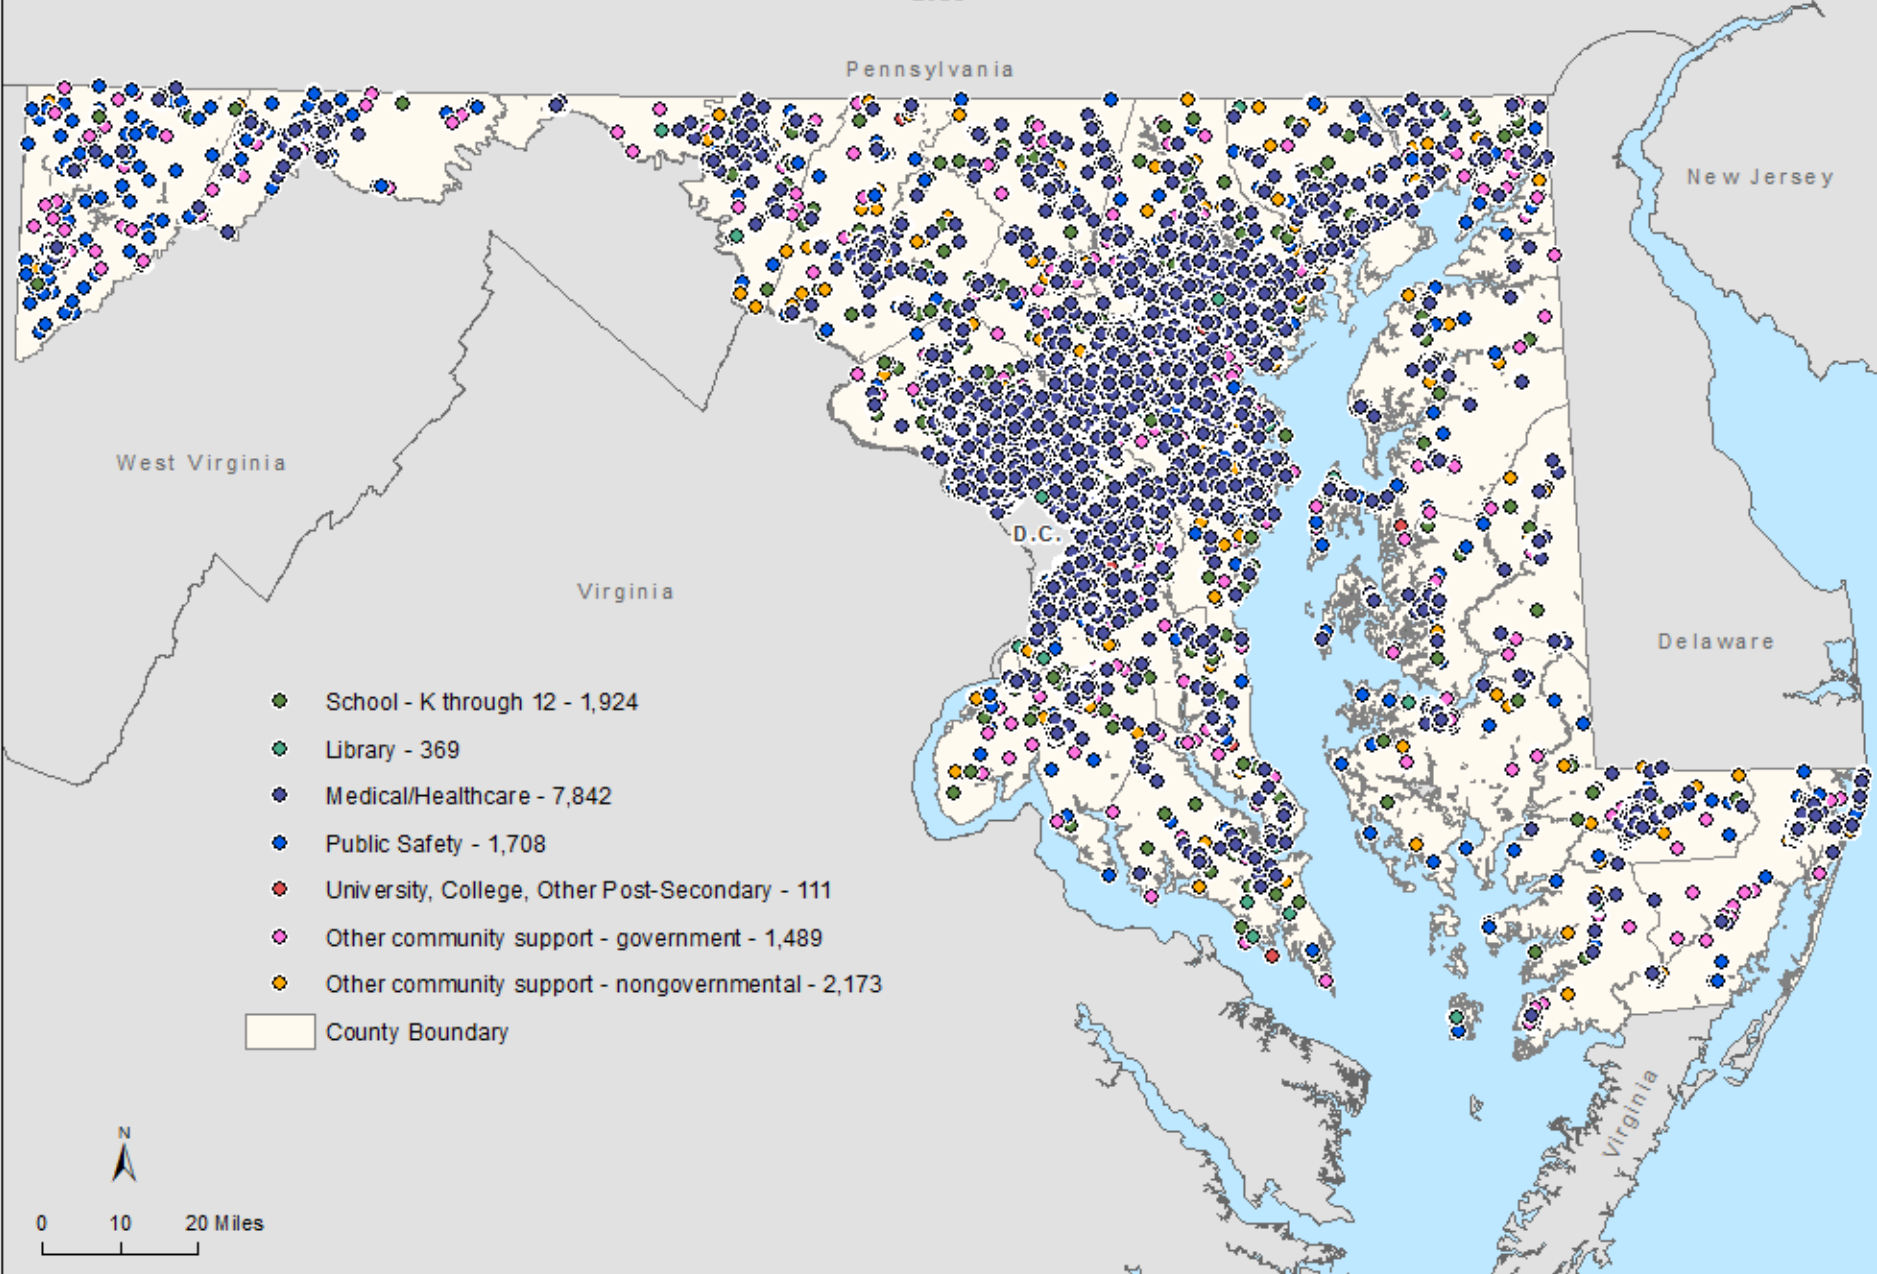 Pennsylvania
New Jersey
West Virginia
D.C.
Virginia
Delaware
School - K through 12 - 1,924
Library - 369
Medical/Healthcare - 7,842
Public Safety - 1,708
University, College, Other Post-Secondary - 111
Other community support - government - 1,489
Other community support - nongovernmental - 2,173
County Boundary
Virginia
N
0 10 20 Miles